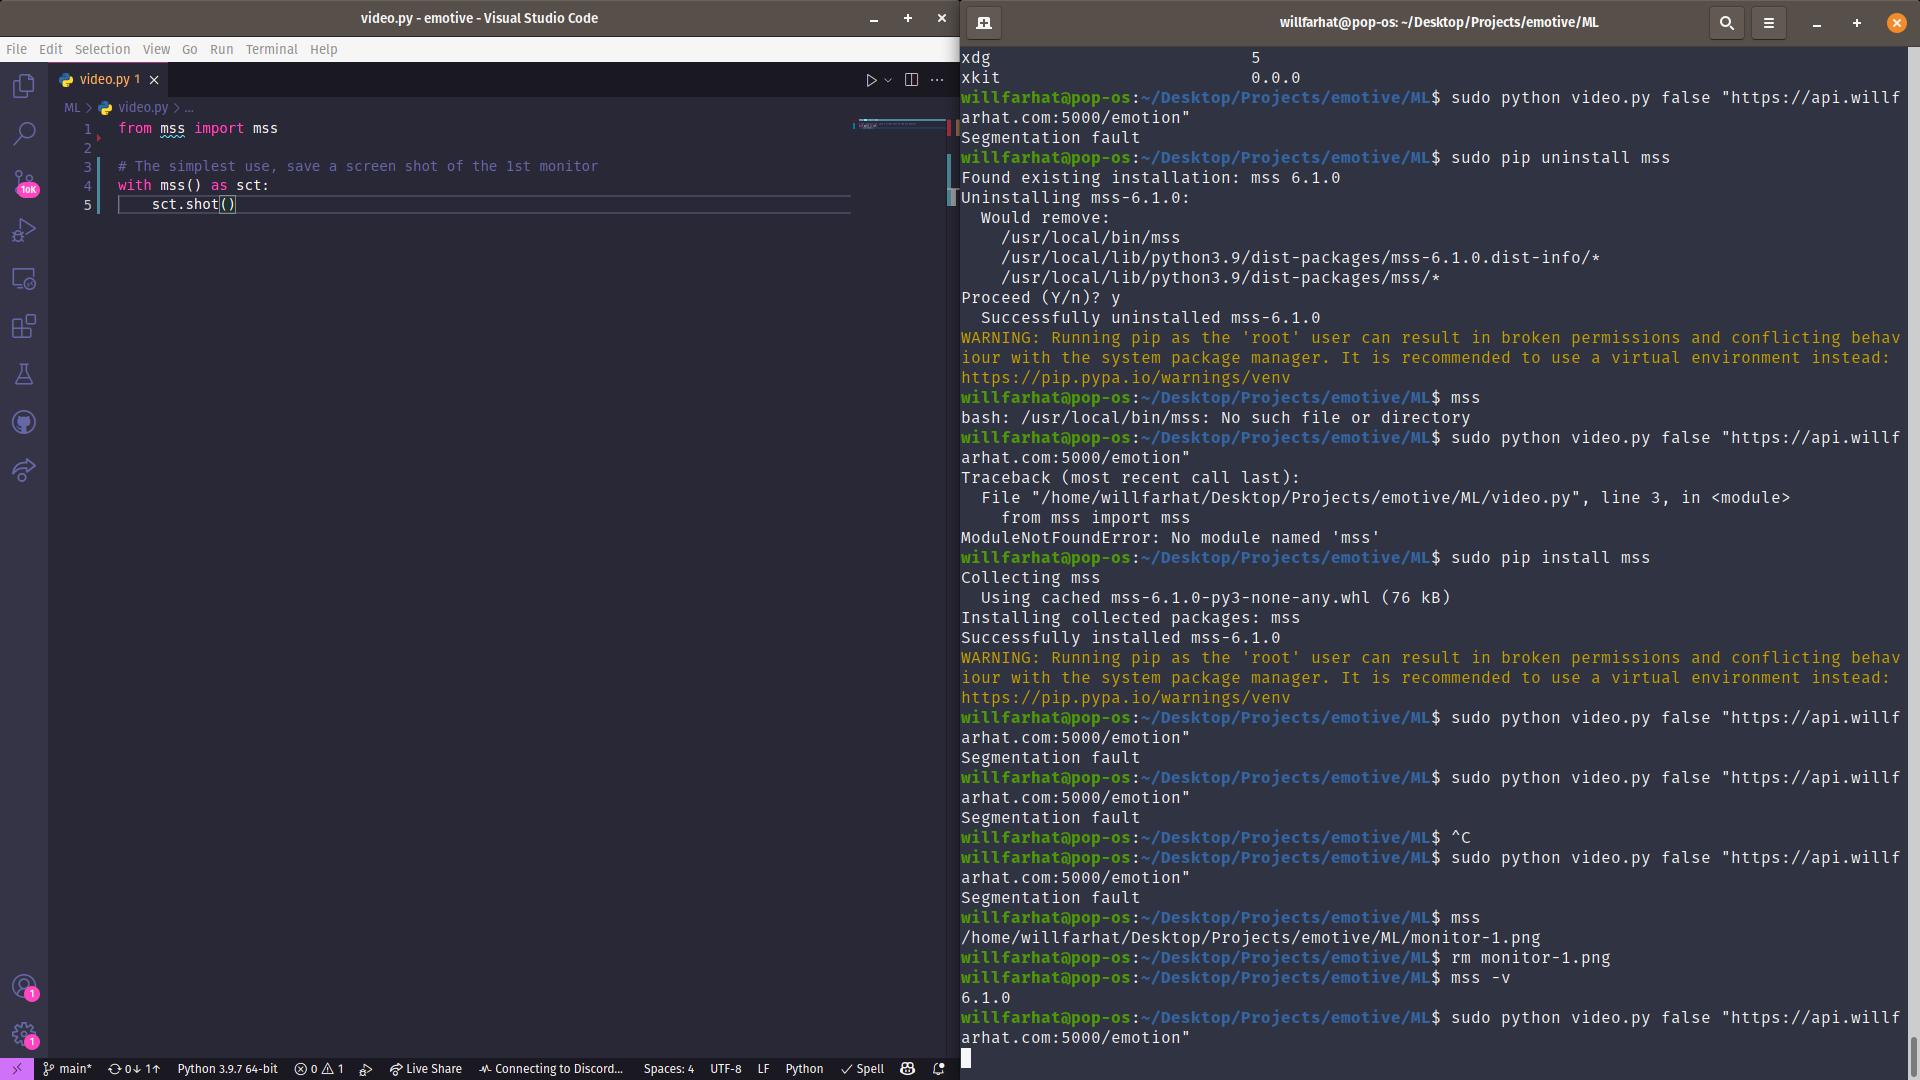 video.py - emotive - Visual Studio Code
File Edit Selection View Go Run Terminal Help
video.py 1
ML > video.py > ...
1 from mss import mss
2
3 # The simplest use, save a screen shot of the 1st monitor
4 with mss() as sct:
5 sct.shot()
10K
1
1
main* 0↓ 1↑ Python 3.9.7 64-bit 0 1 Live Share Connecting to Discord... Spaces: 4 UTF-8 LF Python Spell
willfarhat@pop-os: ~/Desktop/Projects/emotive/ML
xdg 5
xkit 0.0.0
willfarhat@pop-os:~/Desktop/Projects/emotive/ML$ sudo python video.py false "https://api.willf
arhat.com:5000/emotion"
Segmentation fault
willfarhat@pop-os:~/Desktop/Projects/emotive/ML$ sudo pip uninstall mss
Found existing installation: mss 6.1.0
Uninstalling mss-6.1.0:
Would remove:
/usr/local/bin/mss
/usr/local/lib/python3.9/dist-packages/mss-6.1.0.dist-info/*
/usr/local/lib/python3.9/dist-packages/mss/*
Proceed (Y/n)? y
Successfully uninstalled mss-6.1.0
WARNING: Running pip as the 'root' user can result in broken permissions and conflicting behav
iour with the system package manager. It is recommended to use a virtual environment instead:
https://pip.pypa.io/warnings/venv
willfarhat@pop-os:~/Desktop/Projects/emotive/ML$ mss
bash: /usr/local/bin/mss: No such file or directory
willfarhat@pop-os:~/Desktop/Projects/emotive/ML$ sudo python video.py false "https://api.willf
arhat.com:5000/emotion"
Traceback (most recent call last):
File "/home/willfarhat/Desktop/Projects/emotive/ML/video.py", line 3, in <module>
from mss import mss
ModuleNotFoundError: No module named 'mss'
willfarhat@pop-os:~/Desktop/Projects/emotive/ML$ sudo pip install mss
Collecting mss
Using cached mss-6.1.0-py3-none-any.whl (76 kB)
Installing collected packages: mss
Successfully installed mss-6.1.0
WARNING: Running pip as the 'root' user can result in broken permissions and conflicting behav
iour with the system package manager. It is recommended to use a virtual environment instead:
https://pip.pypa.io/warnings/venv
willfarhat@pop-os:~/Desktop/Projects/emotive/ML$ sudo python video.py false "https://api.willf
arhat.com:5000/emotion"
Segmentation fault
willfarhat@pop-os:~/Desktop/Projects/emotive/ML$ sudo python video.py false "https://api.willf
arhat.com:5000/emotion"
Segmentation fault
willfarhat@pop-os:~/Desktop/Projects/emotive/ML$ ^C
willfarhat@pop-os:~/Desktop/Projects/emotive/ML$ sudo python video.py false "https://api.willf
arhat.com:5000/emotion"
Segmentation fault
willfarhat@pop-os:~/Desktop/Projects/emotive/ML$ mss
/home/willfarhat/Desktop/Projects/emotive/ML/monitor-1.png
willfarhat@pop-os:~/Desktop/Projects/emotive/ML$ rm monitor-1.png
willfarhat@pop-os:~/Desktop/Projects/emotive/ML$ mss -v
6.1.0
willfarhat@pop-os:~/Desktop/Projects/emotive/ML$ sudo python video.py false "https://api.willf
arhat.com:5000/emotion"